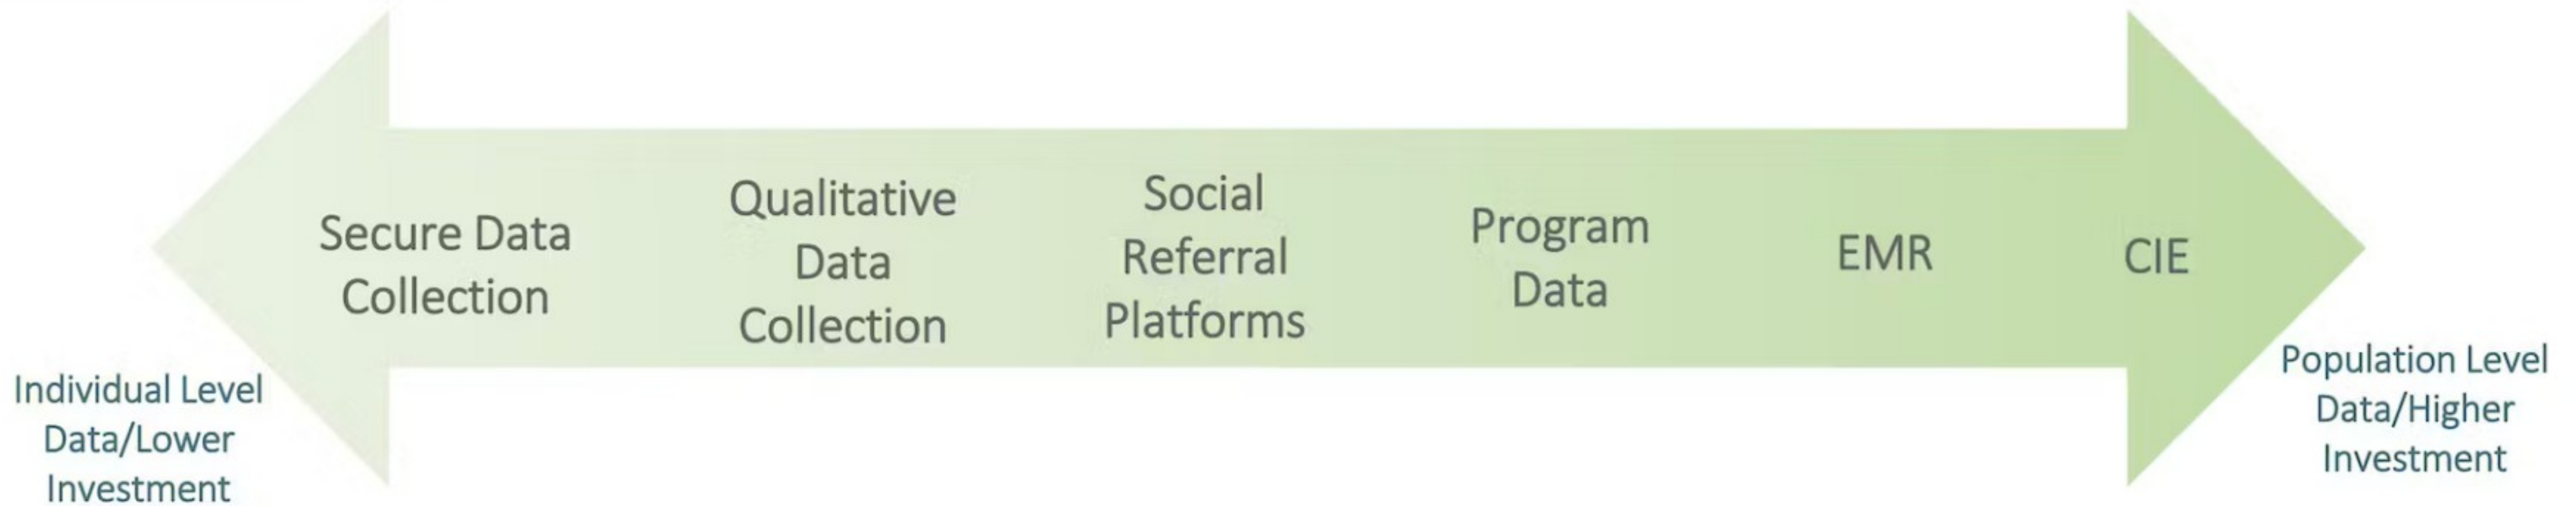 Secure Data
Collection
Qualitative
Data
Collection
Social
Referral
Platforms
Program
Data
EMR
CIE
Individual Level
Data/Lower
Investment
Population Level
Data/Higher
Investment